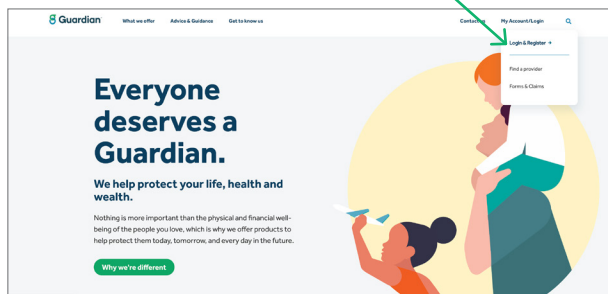 Guardian
What we offer
Advice & Guidance
Get to know us
Contact us
My Account/Login
Login & Register →
Find a provider
Forms & Claims
Everyone
deserves a
Guardian.
We help protect your life, health and
wealth.
Nothing is more important than the physical and financial well-
being of the people you love, which is why we offer products to
help protect them today, tomorrow, and every day in the future.
Why we're different